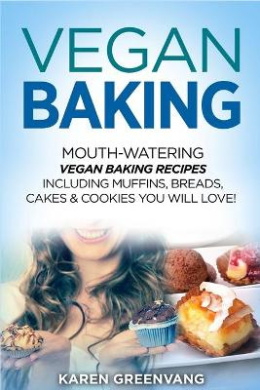 VEGAN
BAKING
MOUTH-WATERING
VEGAN BAKING RECIPES
INCLUDING MUFFINS, BREADS,
CAKES & COOKIES YOU WILL LOVE!
KAREN GREENVANG